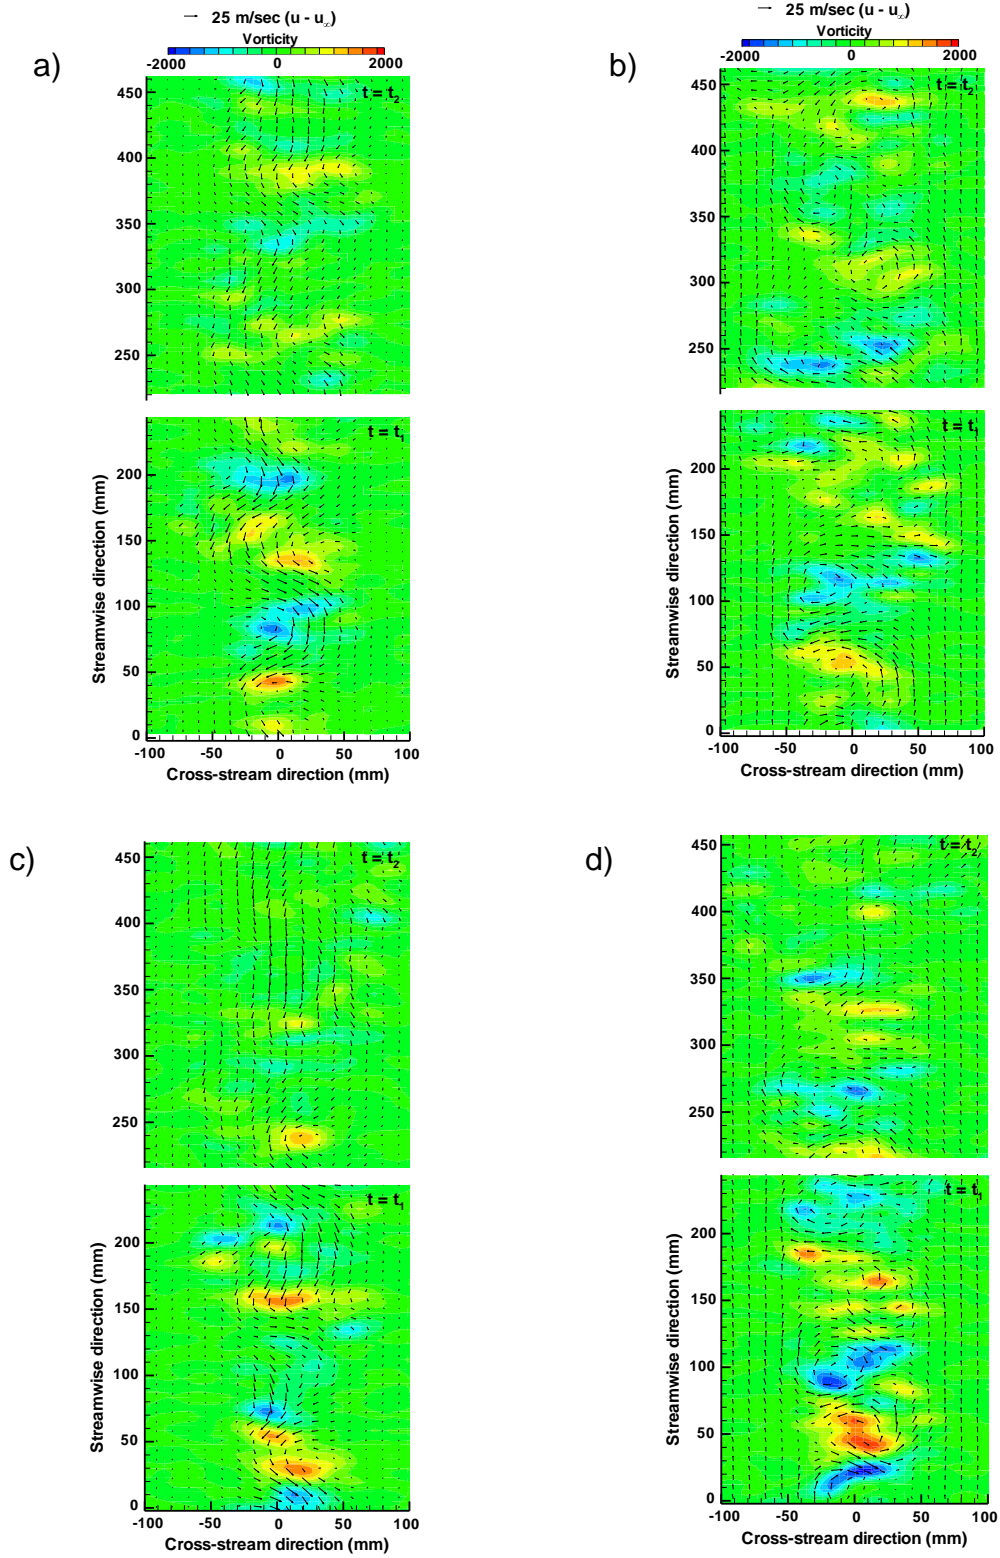 25 m/sec (u - u∞)
Vorticity
-2000 0 2000
a)
t = t2
450
400
350
300
250
t = t1
200
150
100
50
0
-100 -50 0 50 100
Streamwise direction (mm)
Cross-stream direction (mm)
25 m/sec (u - u∞)
Vorticity
-2000 0 2000
b)
t = t2
450
400
350
300
250
t = t1
200
150
100
50
0
-100 -50 0 50 100
Streamwise direction (mm)
Cross-stream direction (mm)
c)
t = t2
450
400
350
300
250
t = t1
200
150
100
50
0
-100 -50 0 50 100
Streamwise direction (mm)
Cross-stream direction (mm)
d)
t = t2
450
400
350
300
250
t = t1
200
150
100
50
0
-100 -50 0 50 100
Streamwise direction (mm)
Cross-stream direction (mm)